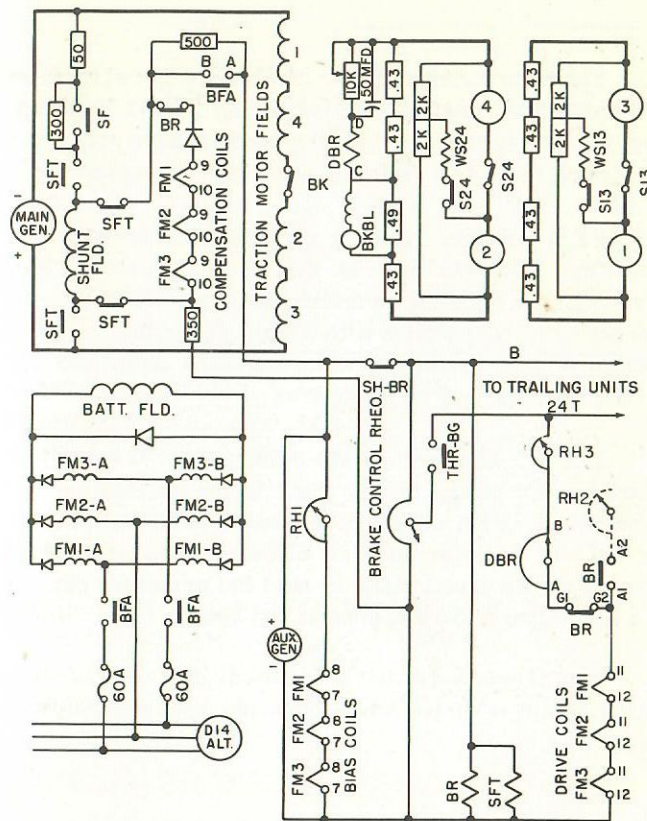 50
300
SF
SFT
SFT
MAIN
GEN.
-
+
SHUNT
FLD.
SFT
SFT
500
B A
BFA
BR
FM1
9
10
FM2
9
10
FM3
9
10
350
COMPENSATION COILS
TRACTION MOTOR FIELDS
1
4
BK
2
3
10K
50 MFD
D
DBR
C
BKBL
.43
.43
.49
.43
2K
2K
WS24
S24
4
S24
2
.43
.43
.43
.43
2K
2K
WS13
S13
3
S13
1
B
SH-BR
TO TRAILING UNITS
24 T
BATT. FLD.
FM3-A
FM3-B
FM2-A
FM2-B
FM1-A
FM1-B
BFA
BFA
60A
60A
D14
ALT.
RH1
AUX.
GEN.
+
-
FM1
8
7
FM2
8
7
FM3
8
7
BIAS COILS
BRAKE CONTROL RHEO.
THR-BG
BR
SFT
RH3
RH2
DBR
B
A
A2
BR
A1
G1
G2
BR
DRIVE COILS
FM1
11
12
FM2
11
12
FM3
11
12